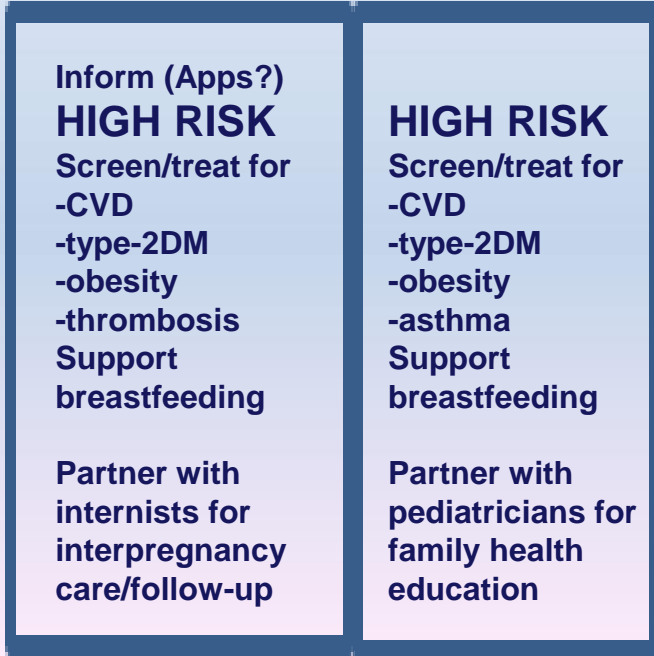 Inform (Apps?)
HIGH RISK
Screen/treat for
-CVD
-type-2DM
-obesity
-thrombosis
Support
breastfeeding
Partner with
internists for
interpregnancy
care/follow-up
HIGH RISK
Screen/treat for
-CVD
-type-2DM
-obesity
-asthma
Support
breastfeeding
Partner with
pediatricians for
family health
education